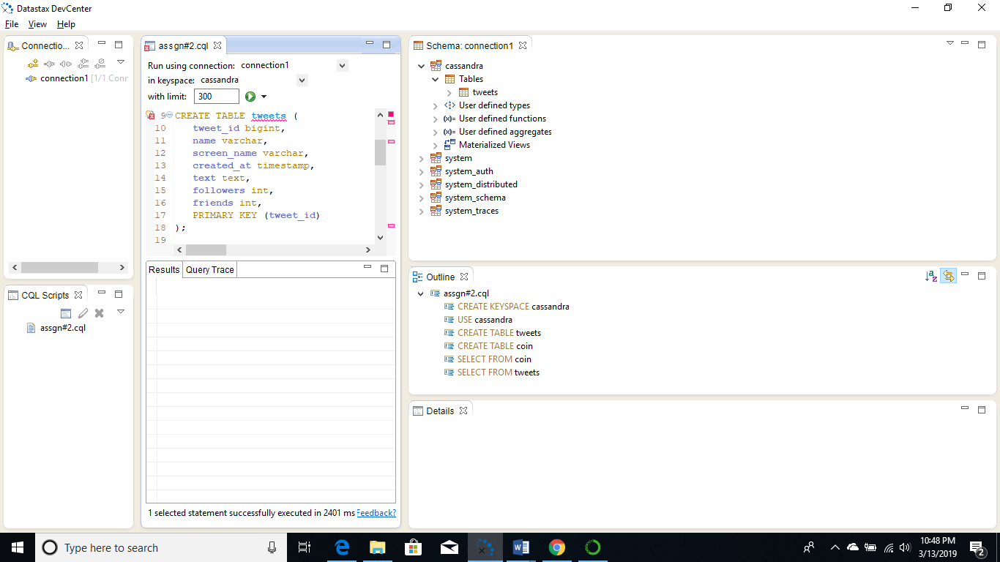 Datastax DevCenter
File View Help
Connectio...
connection1 [1/1 Conr
CQL Scripts
assgn#2.cql
assgn#2.cql
Run using connection: connection1
in keyspace: cassandra
with limit: 300
9 CREATE TABLE tweets (
10 tweet_id bigint,
11 name varchar,
12 screen_name varchar,
13 created_at timestamp,
14 text text,
15 followers int,
16 friends int,
17 PRIMARY KEY (tweet_id)
18 );
19
Results Query Trace
1 selected statement successfully executed in 2401 ms Feedback?
Schema: connection1
cassandra
Tables
tweets
User defined types
User defined functions
User defined aggregates
Materialized Views
system
system_auth
system_distributed
system_schema
system_traces
Outline
assgn#2.cql
CREATE KEYSPACE cassandra
USE cassandra
CREATE TABLE tweets
CREATE TABLE coin
SELECT FROM coin
SELECT FROM tweets
Details
Type here to search
10:48 PM
3/13/2019
2